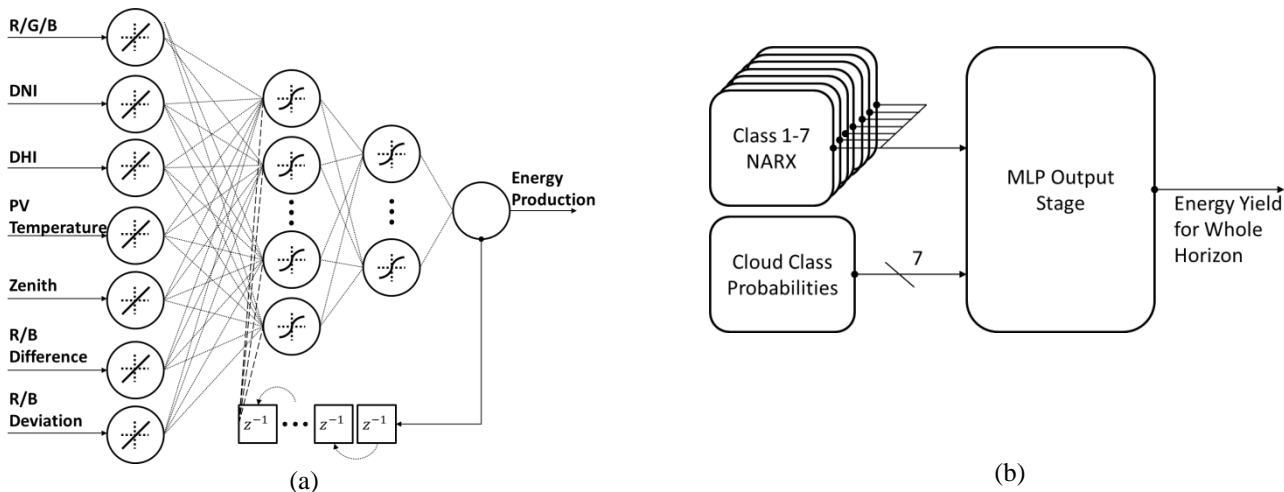 R/G/B
DNI
DHI
PV
Temperature
Zenith
R/B
Difference
R/B
Deviation
Energy
Production
z⁻¹
z⁻¹
z⁻¹
(a)
Class 1-7
NARX
Cloud Class
Probabilities
7
MLP Output
Stage
Energy Yield
for Whole
Horizon
(b)